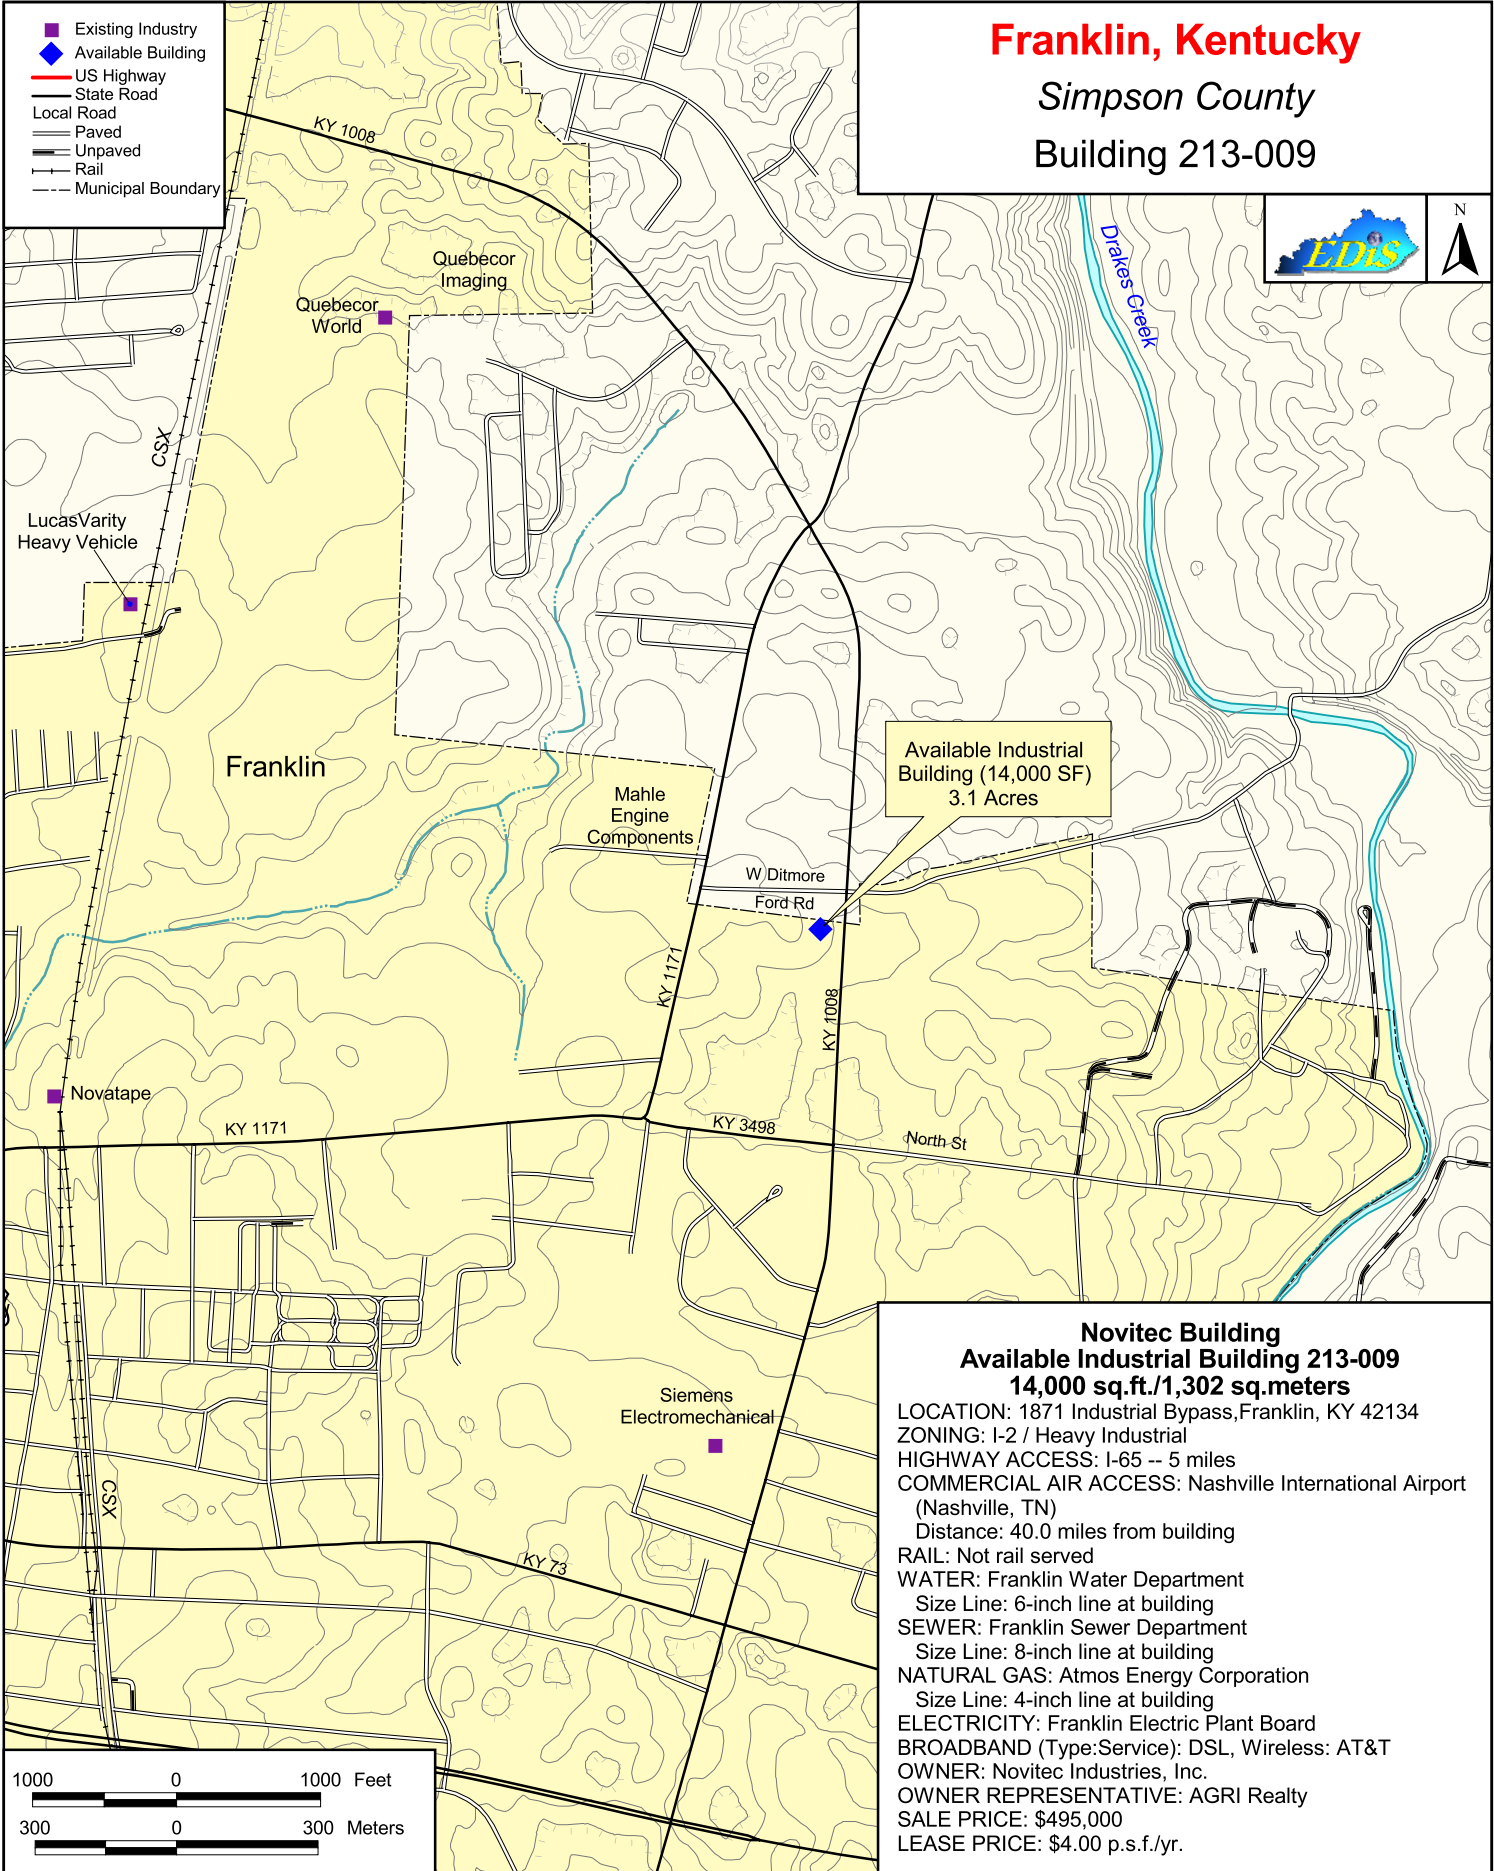 Existing Industry
Available Building
US Highway
State Road
Local Road
Paved
Unpaved
Rail
Municipal Boundary
Franklin, Kentucky
Simpson County
Building 213-009
EDIS
N
KY 1008
Drakes Creek
Quebecor
Imaging
Quebecor
World
CSX
LucasVarity
Heavy Vehicle
Franklin
Available Industrial
Building (14,000 SF)
3.1 Acres
Mahle
Engine
Components
W Ditmore
Ford Rd
KY 1171
KY 1008
Novatape
KY 1171
KY 3498
North St
Siemens
Electromechanical
CSX
KY 73
Novitec Building
Available Industrial Building 213-009
14,000 sq.ft./1,302 sq.meters
LOCATION: 1871 Industrial Bypass,Franklin, KY 42134
ZONING: I-2 / Heavy Industrial
HIGHWAY ACCESS: I-65 -- 5 miles
COMMERCIAL AIR ACCESS: Nashville International Airport
(Nashville, TN)
Distance: 40.0 miles from building
RAIL: Not rail served
WATER: Franklin Water Department
Size Line: 6-inch line at building
SEWER: Franklin Sewer Department
Size Line: 8-inch line at building
NATURAL GAS: Atmos Energy Corporation
Size Line: 4-inch line at building
ELECTRICITY: Franklin Electric Plant Board
BROADBAND (Type:Service): DSL, Wireless: AT&T
OWNER: Novitec Industries, Inc.
OWNER REPRESENTATIVE: AGRI Realty
SALE PRICE: $495,000
LEASE PRICE: $4.00 p.s.f./yr.
1000 0 1000 Feet
300 0 300 Meters